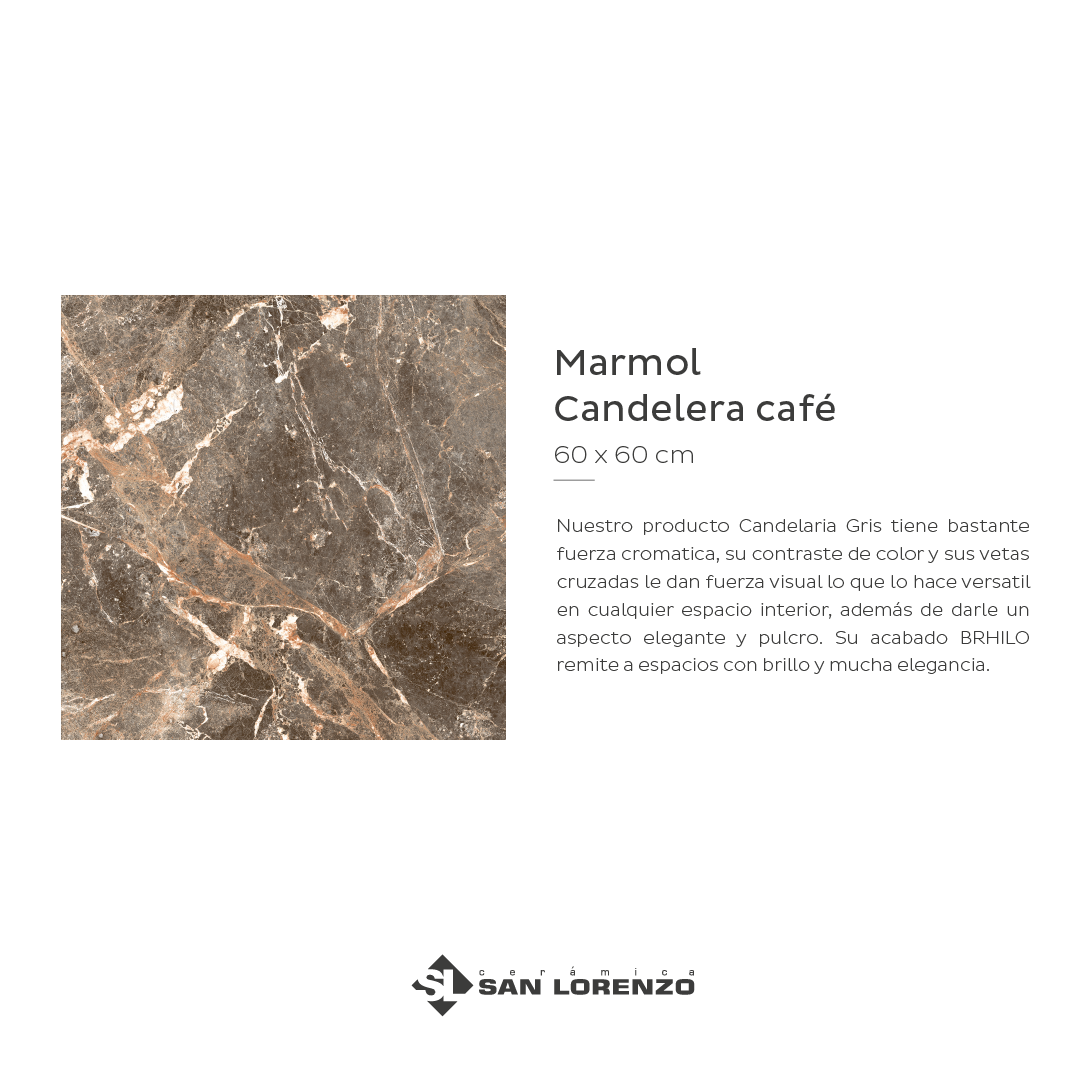 Marmol
Candelera café
60 x 60 cm
Nuestro producto Candelaria Gris tiene bastante
fuerza cromatica, su contraste de color y sus vetas
cruzadas le dan fuerza visual lo que lo hace versatil
en cualquier espacio interior, además de darle un
aspecto elegante y pulcro. Su acabado BRHILO
remite a espacios con brillo y mucha elegancia.
SL
cerámica
SAN LORENZO